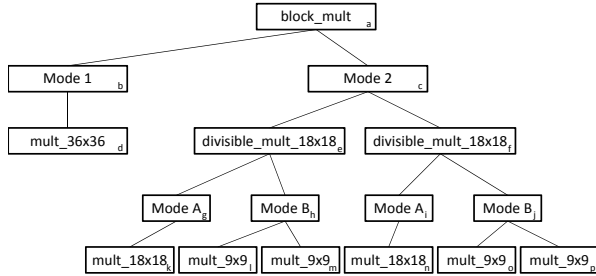 block_mult a
Mode 1 b
Mode 2 c
mult_36x36 d
divisible_mult_18x18 e
divisible_mult_18x18 f
Mode A g
Mode B h
Mode A i
Mode B j
mult_18x18 k
mult_9x9 l
mult_9x9 m
mult_18x18 n
mult_9x9 o
mult_9x9 p